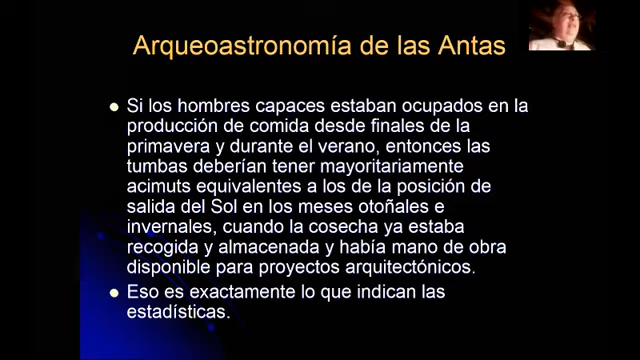 Arqueoastronomía de las Antas
Si los hombres capaces estaban ocupados en la
producción de comida desde finales de la
primavera y durante el verano, entonces las
tumbas deberían tener mayoritariamente
acimuts equivalentes a los de la posición de
salida del Sol en los meses otoñales e
invernales, cuando la cosecha ya estaba
recogida y almacenada y había mano de obra
disponible para proyectos arquitectónicos.
Eso es exactamente lo que indican las
estadísticas.